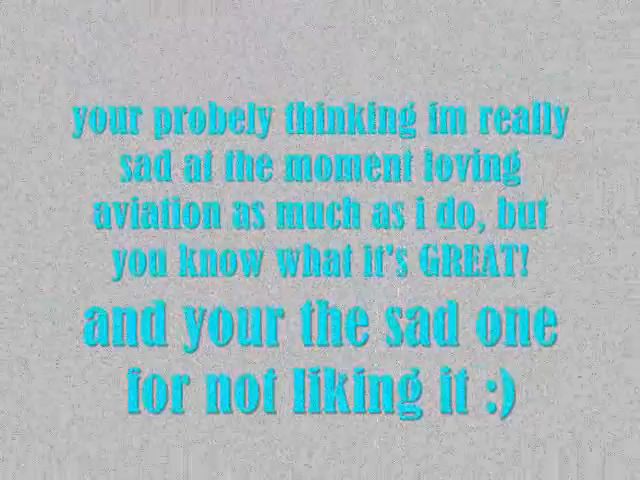 your probely thinking im really
sad at the moment loving
aviation as much as i do, but
you know what it's GREAT!
and your the sad one
for not liking it :)